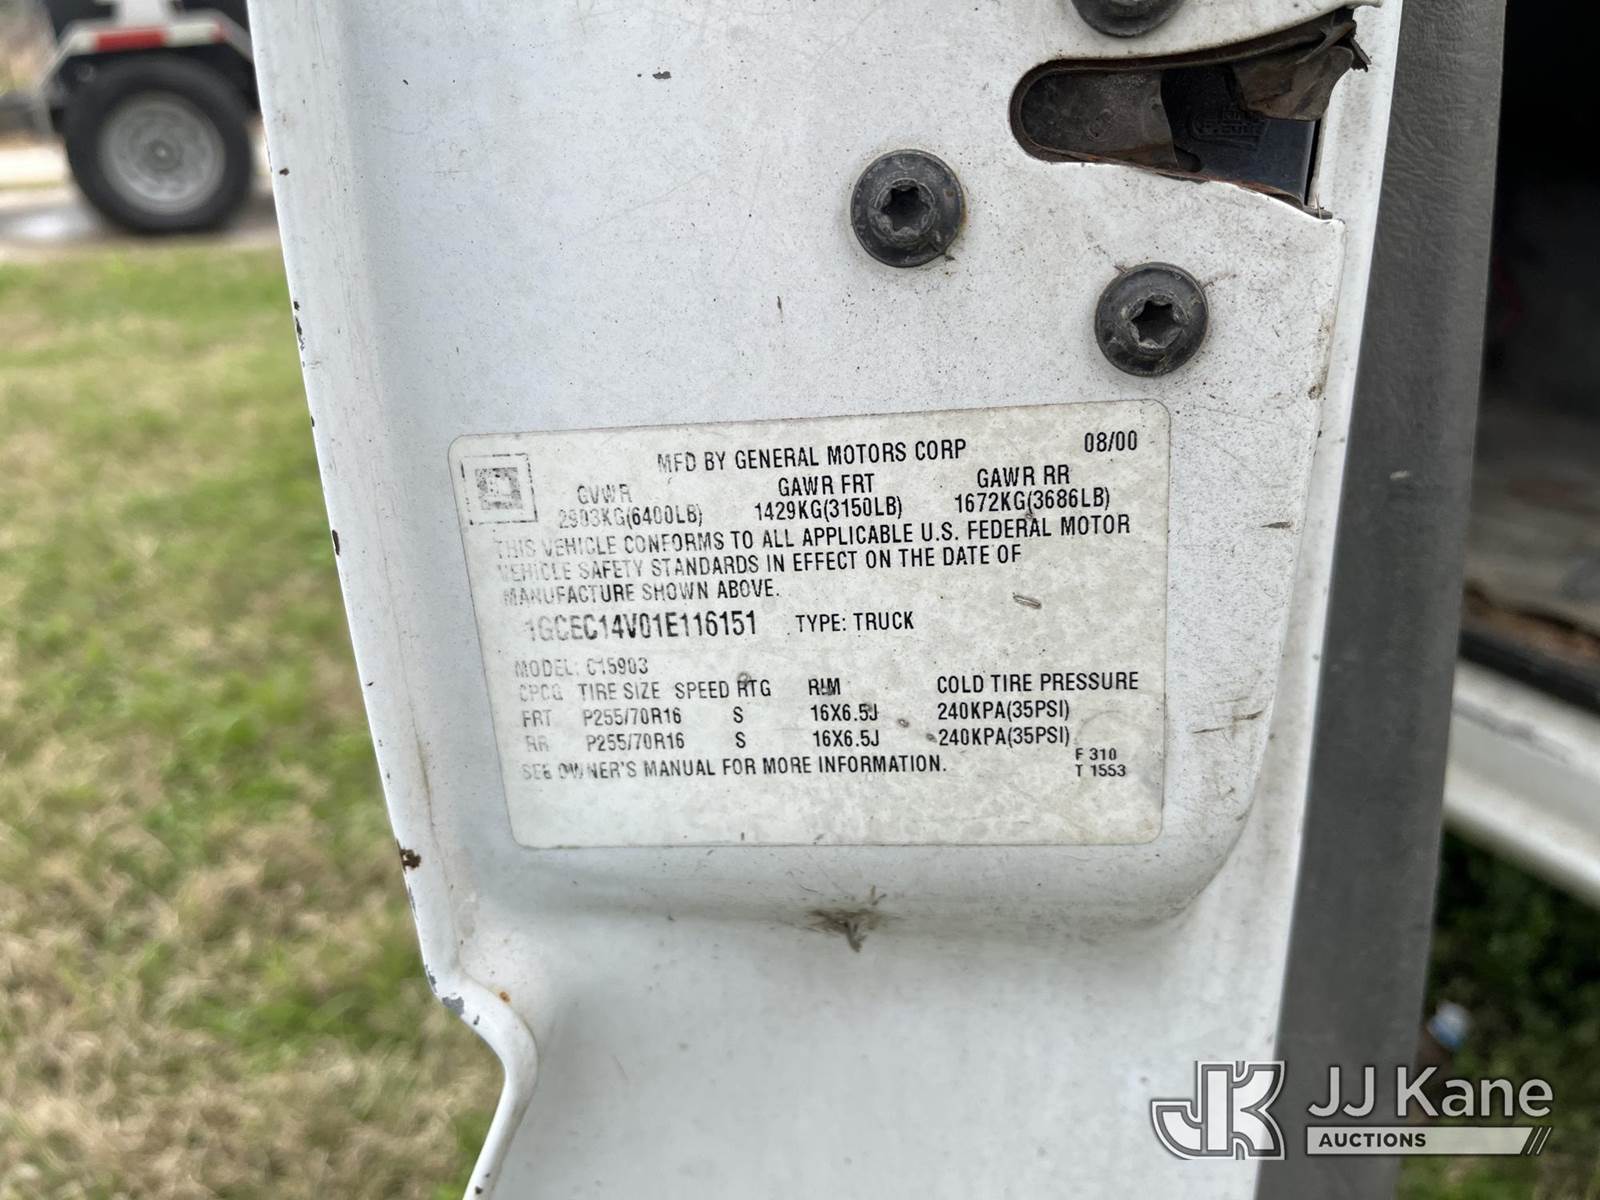 MFD BY GENERAL MOTORS CORP 08/00
GVWR GAWR FRT GAWR RR
2903KG(6400LB) 1429KG(3150LB) 1672KG(3686LB)
THIS VEHICLE CONFORMS TO ALL APPLICABLE U.S. FEDERAL MOTOR
VEHICLE SAFETY STANDARDS IN EFFECT ON THE DATE OF
MANUFACTURE SHOWN ABOVE.
1GCEC14V01E116151 TYPE: TRUCK
MODEL: C15903
TIRE SIZE SPEED RTG RIM COLD TIRE PRESSURE
FRT P255/70R16 S 16X6.5J 240KPA(35PSI)
RR P255/70R16 S 16X6.5J 240KPA(35PSI)
SEE OWNER'S MANUAL FOR MORE INFORMATION.
F 310
T 1553
JK JJ Kane
AUCTIONS